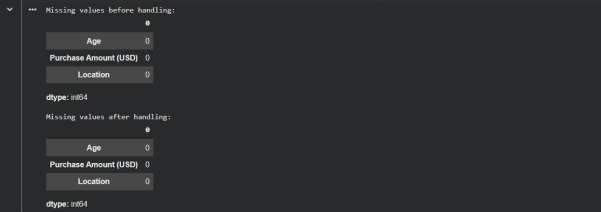 Missing values before handling:
0
Age 0
Purchase Amount (USD) 0
Location 0
dtype: int64
Missing values after handling:
0
Age 0
Purchase Amount (USD) 0
Location 0
dtype: int64